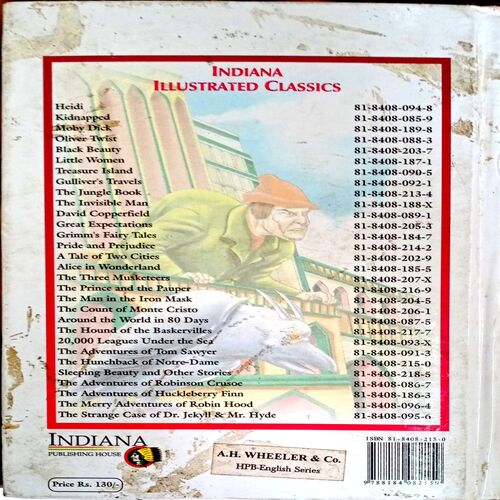 INDIANA
ILLUSTRATED CLASSICS
Heidi 81-8408-094-8
Kidnapped 81-8408-085-9
Moby Dick 81-8408-189-8
Oliver Twist 81-8408-088-3
Black Beauty 81-8408-203-7
Little Women 81-8408-187-1
Treasure Island 81-8408-090-5
Gulliver's Travels 81-8408-092-1
The Jungle Book 81-8408-213-4
The Invisible Man 81-8408-188-X
David Copperfield 81-8408-089-1
Great Expectations 81-8408-205-3
Grimm's Fairy Tales 81-8408-184-7
Pride and Prejudice 81-8408-214-2
A Tale of Two Cities 81-8408-202-9
Alice in Wonderland 81-8408-185-5
The Three Musketeers 81-8408-207-X
The Prince and the Pauper 81-8408-216-9
The Man in the Iron Mask 81-8408-204-5
The Count of Monte Cristo 81-8408-206-1
Around the World in 80 Days 81-8408-087-5
The Hound of the Baskervilles 81-8408-217-7
20,000 Leagues Under the Sea 81-8408-093-X
The Adventures of Tom Sawyer 81-8408-091-3
The Hunchback of Notre-Dame 81-8408-215-0
Sleeping Beauty and Other Stories 81-8408-218-5
The Adventures of Robinson Crusoe 81-8408-086-7
The Adventures of Huckleberry Finn 81-8408-186-3
The Merry Adventures of Robin Hood 81-8408-096-4
The Strange Case of Dr. Jekyll & Mr. Hyde 81-8408-095-6
INDIANA
PUBLISHING HOUSE
Price Rs. 130/-
A.H. WHEELER & Co.
HPB-English Series
ISBN 81-8408-215-0
9 788184 082159